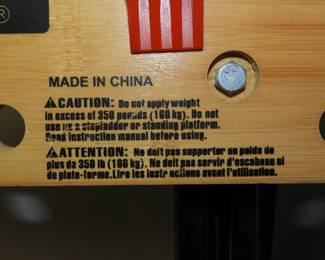 R
MADE IN CHINA
⚠CAUTION: Do not apply weight
in excess of 350 pounds (160 kg). Do not
use as a stepladder or standing platform.
Read instruction manual before using.
⚠ATTENTION: Ne doit pas supporter un poids de
plus de 350 lb (160 kg). No doit pas servir d'escabeau ni
de plate-forme. Lire les instructions avant l'utilisation.